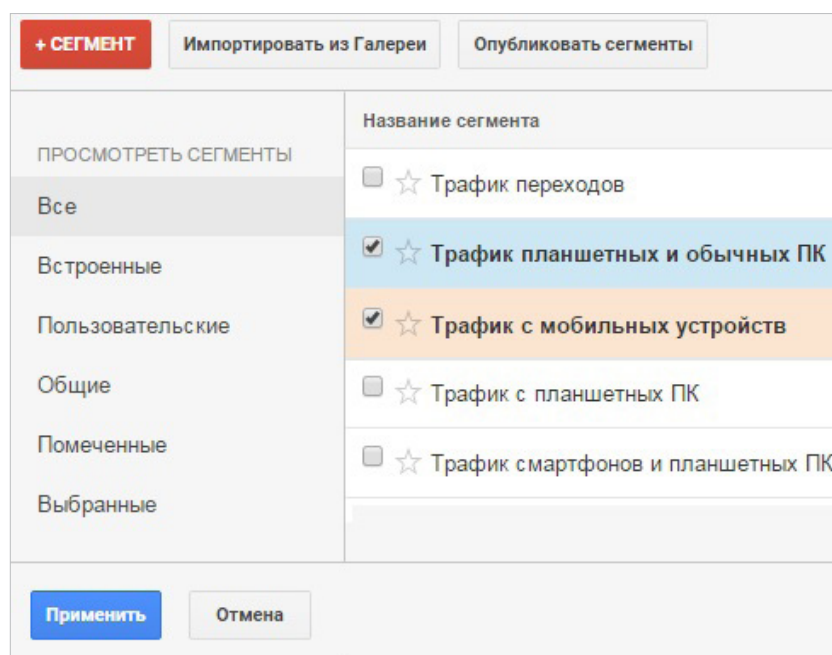 + СЕГМЕНТ
Импортировать из Галереи
Опубликовать сегменты
ПРОСМОТРЕТЬ СЕГМЕНТЫ
Все
Встроенные
Пользовательские
Общие
Помеченные
Выбранные
Название сегмента
Трафик переходов
Трафик планшетных и обычных ПК
Трафик с мобильных устройств
Трафик с планшетных ПК
Трафик смартфонов и планшетных ПК
Применить
Отмена